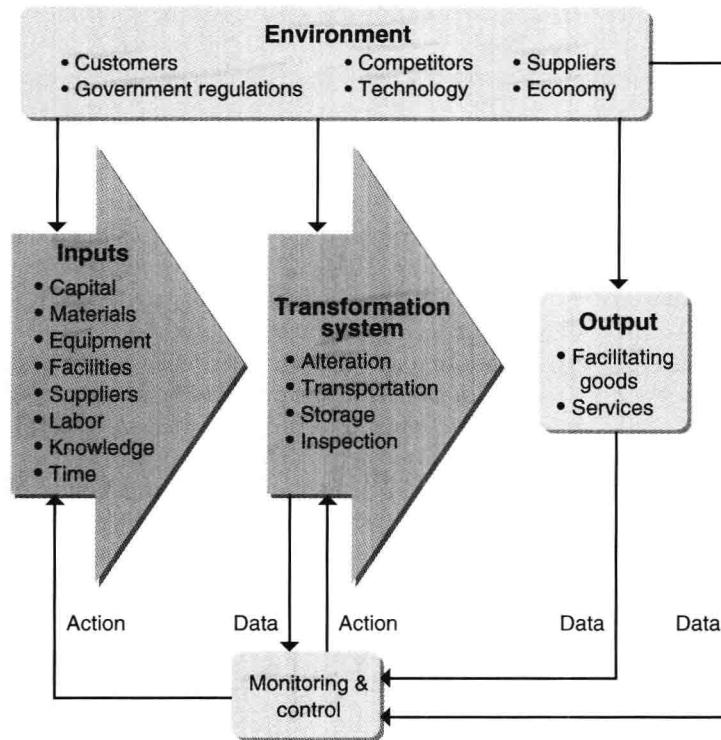 Environment
• Customers
• Competitors
• Suppliers
• Government regulations
• Technology
• Economy
Inputs
• Capital
• Materials
• Equipment
• Facilities
• Suppliers
• Labor
• Knowledge
• Time
Transformation
system
• Alteration
• Transportation
• Storage
• Inspection
Output
• Facilitating
goods
• Services
Action
Data
Action
Data
Data
Monitoring &
control